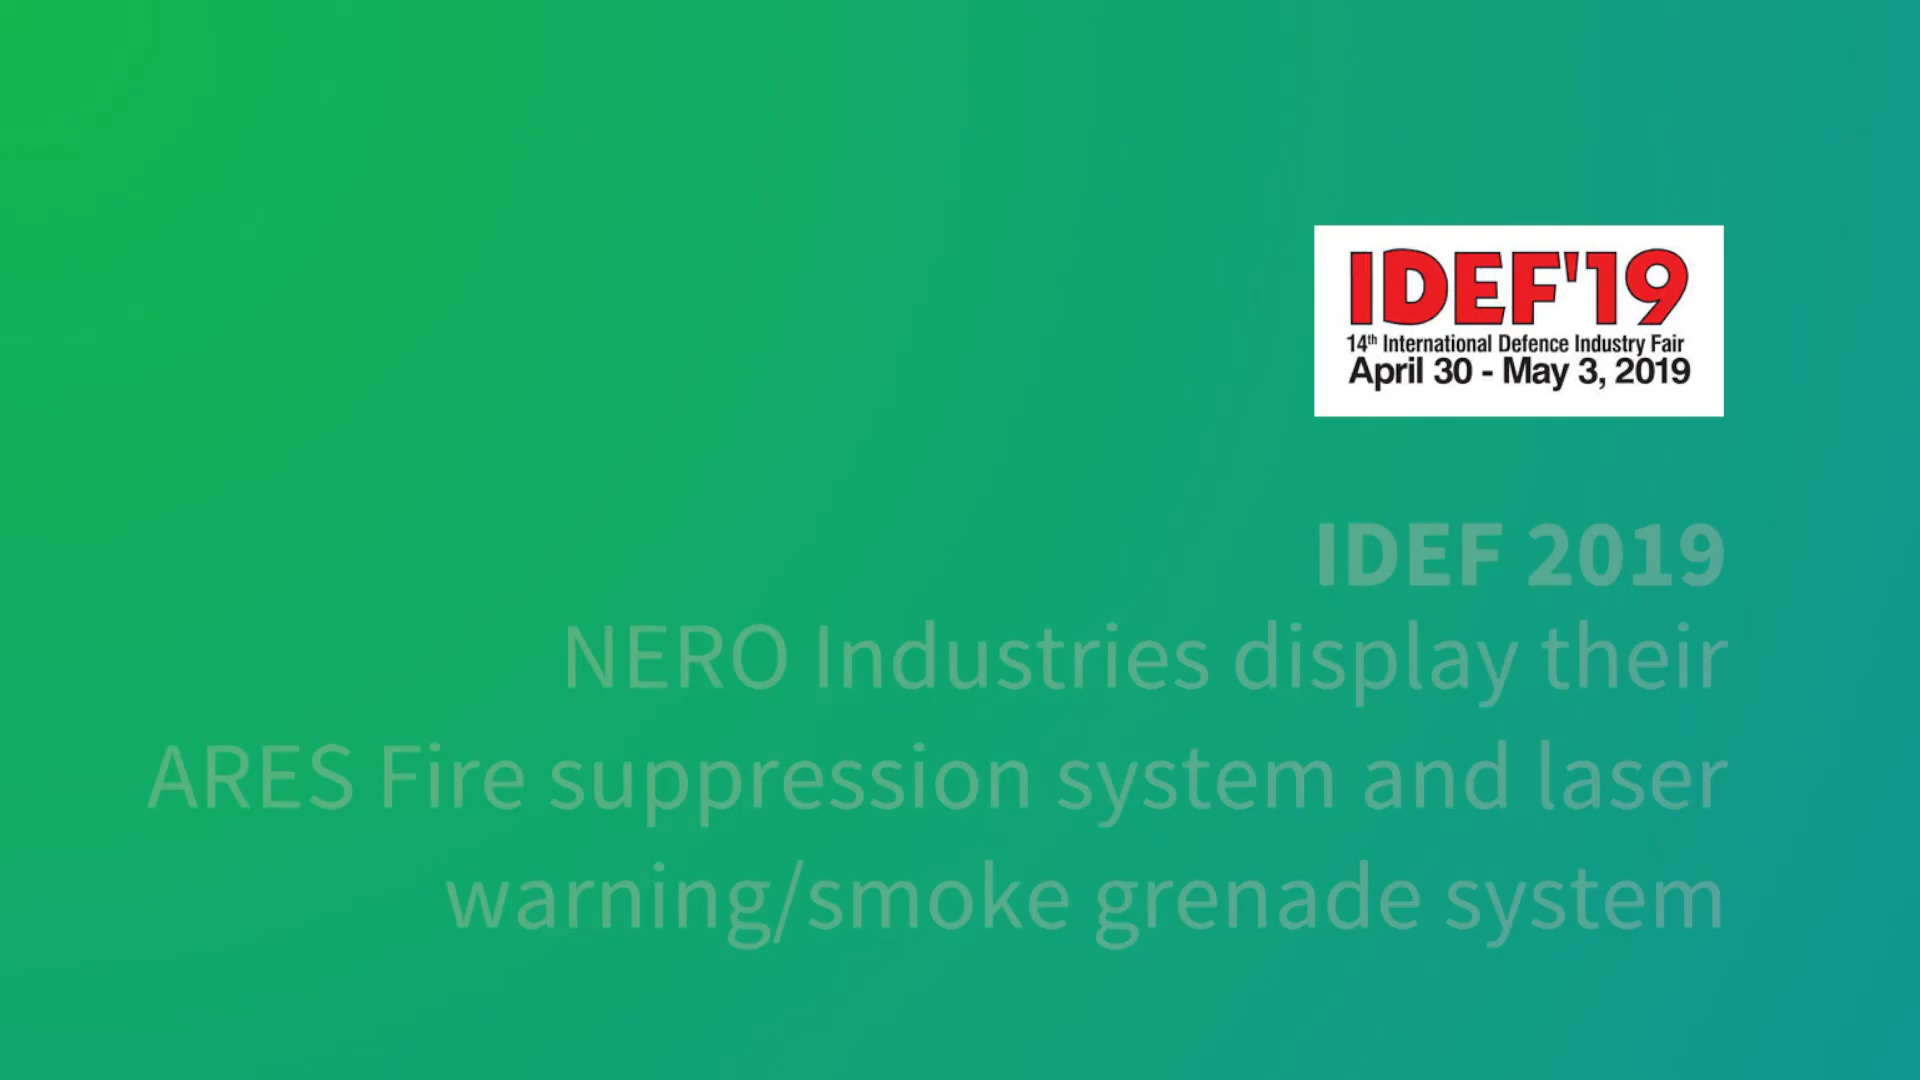 IDEF'19
14th International Defence Industry Fair
April 30 - May 3, 2019
IDEF 2019
NERO Industries display their
ARES Fire suppression system and laser
warning/smoke grenade system